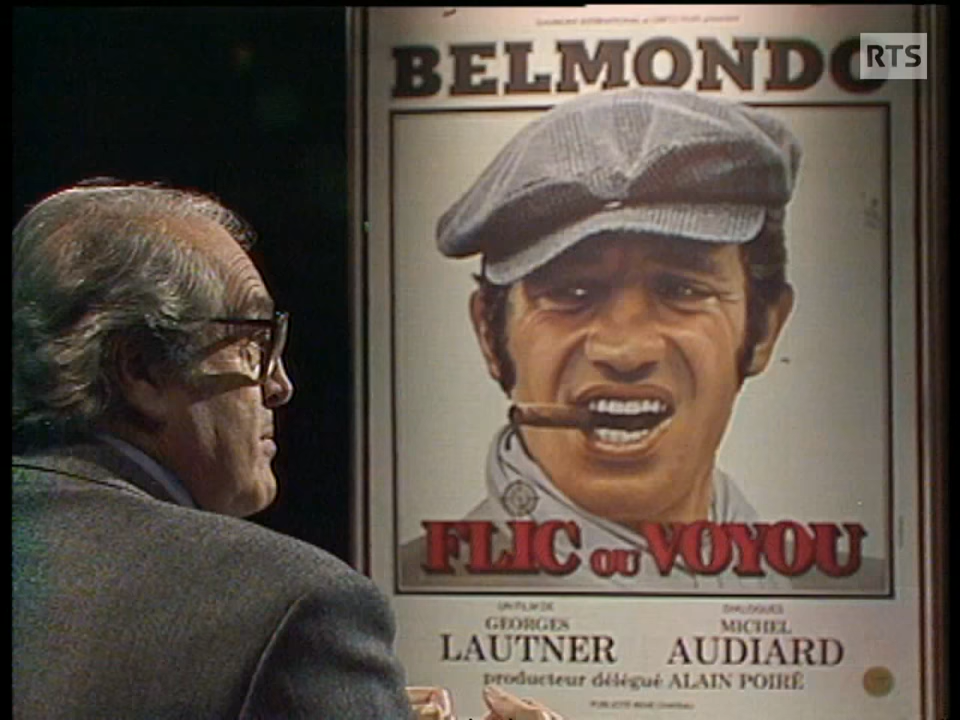 BELMONDO
RTS
FLIC OU VOYOU
UN FILM DE
GEORGES
LAUTNER
DIALOGUES
MICHEL
AUDIARD
producteur délégué ALAIN POIRÉ